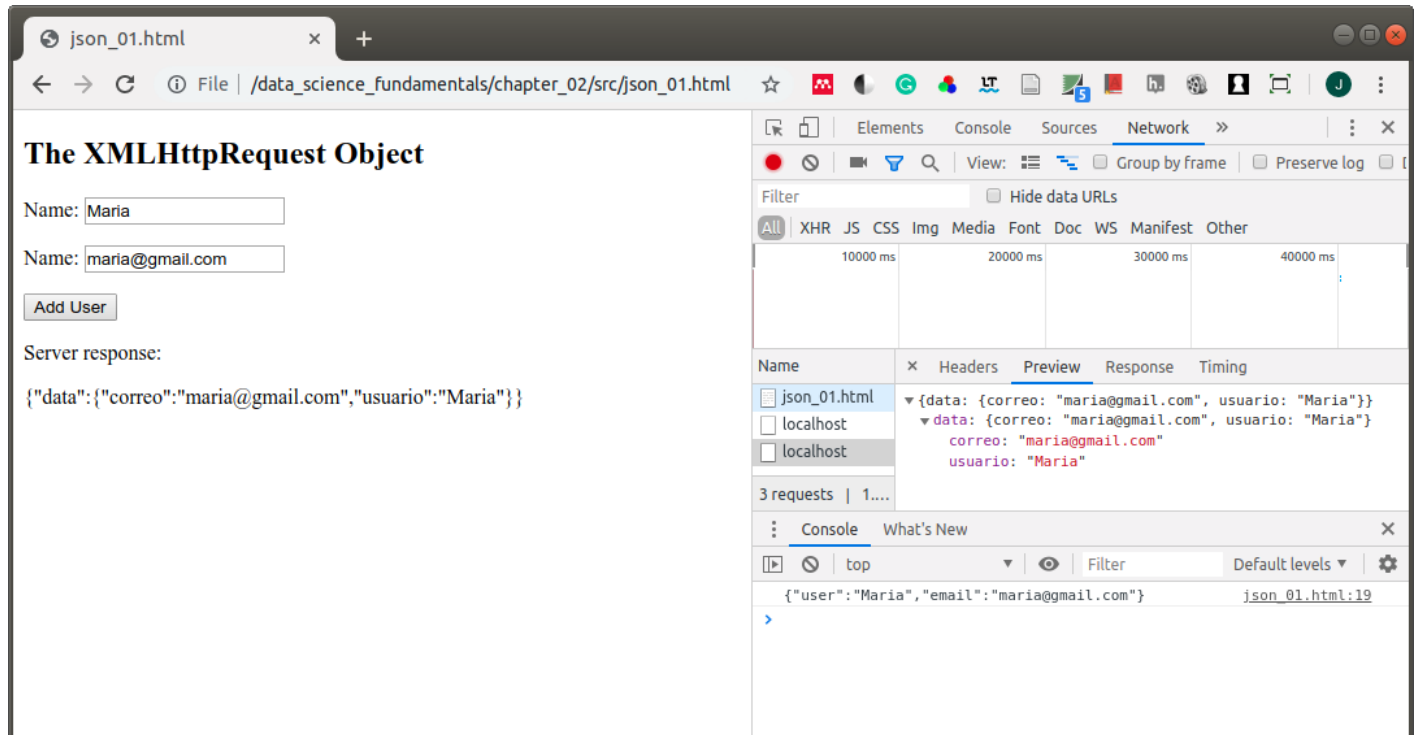 json_01.html
File | /data_science_fundamentals/chapter_02/src/json_01.html
5
h.
J
The XMLHttpRequest Object
Name: Maria
Name: maria@gmail.com
Add User
Server response:
{"data":{"correo":"maria@gmail.com","usuario":"Maria"}}
Elements Console Sources Network »
View: Group by frame Preserve log
Filter Hide data URLs
All XHR JS CSS Img Media Font Doc WS Manifest Other
10000 ms 20000 ms 30000 ms 40000 ms
Name
json_01.html
localhost
localhost
3 requests | 1....
× Headers Preview Response Timing
▼{data: {correo: "maria@gmail.com", usuario: "Maria"}}
▼data: {correo: "maria@gmail.com", usuario: "Maria"}
correo: "maria@gmail.com"
usuario: "Maria"
Console What's New
top ▼ Filter Default levels ▼
{"user":"Maria","email":"maria@gmail.com"} json_01.html:19
>